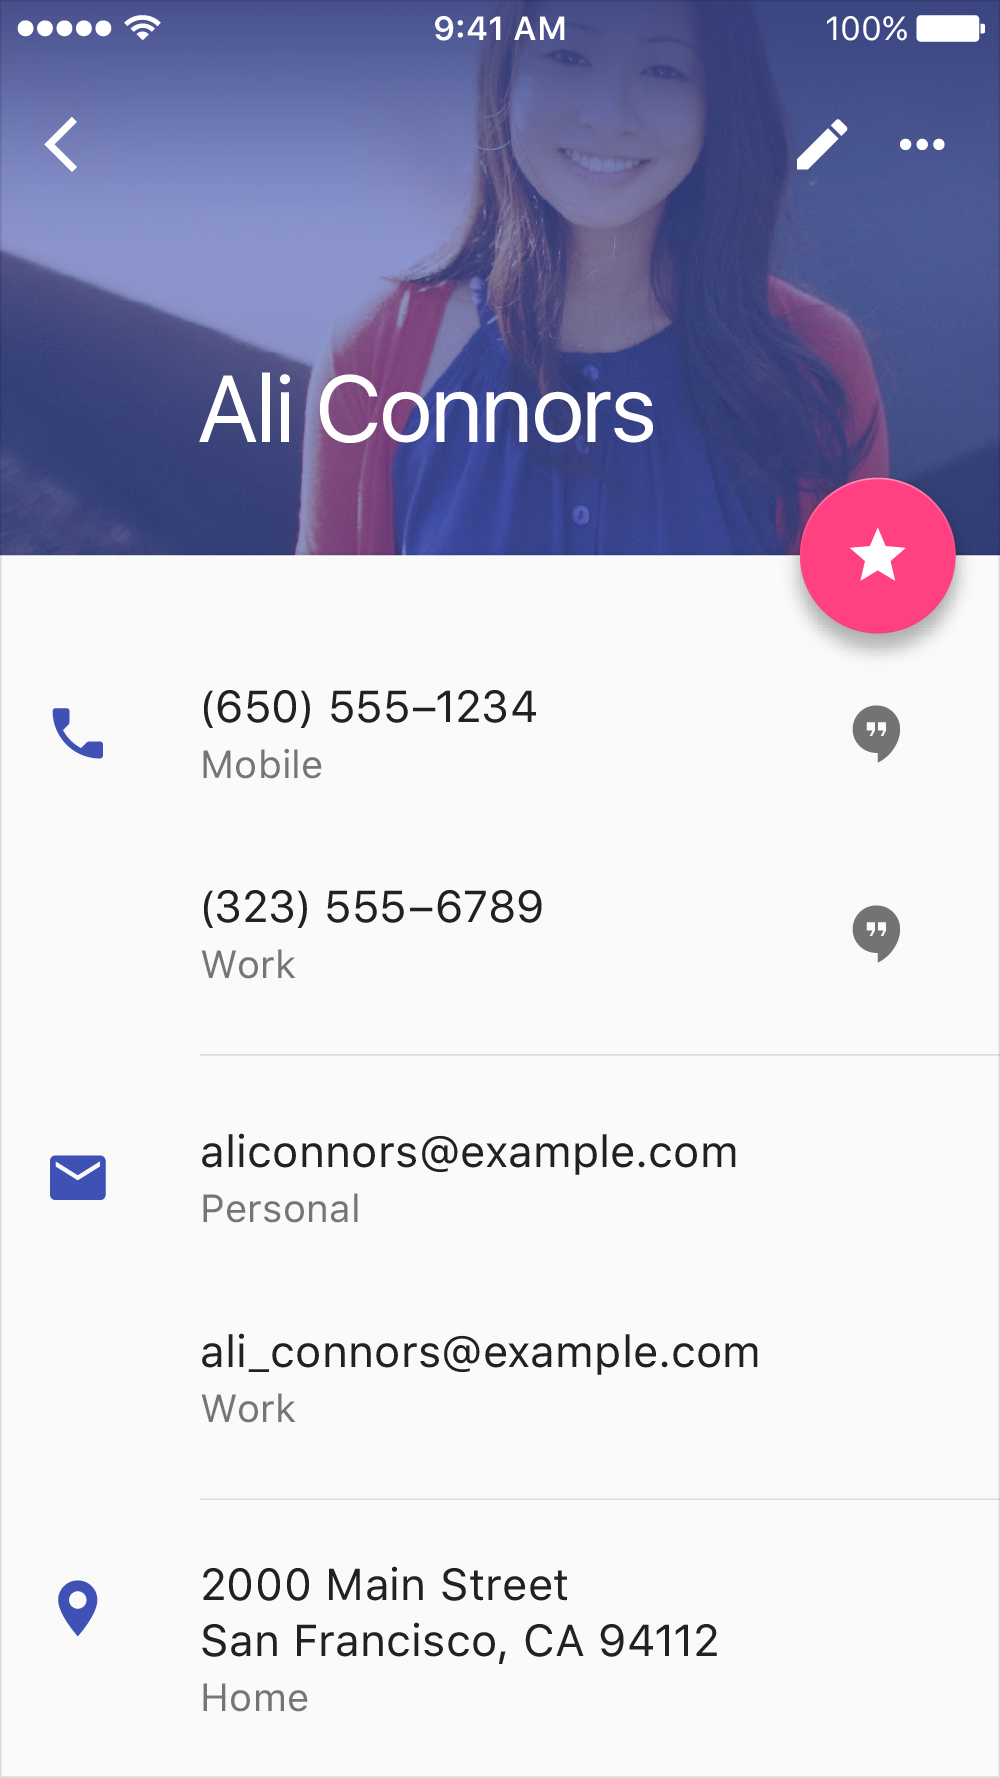 9:41 AM
100%
Ali Connors
(650) 555–1234
Mobile
(323) 555–6789
Work
aliconnors@example.com
Personal
ali_connors@example.com
Work
2000 Main Street
San Francisco, CA 94112
Home